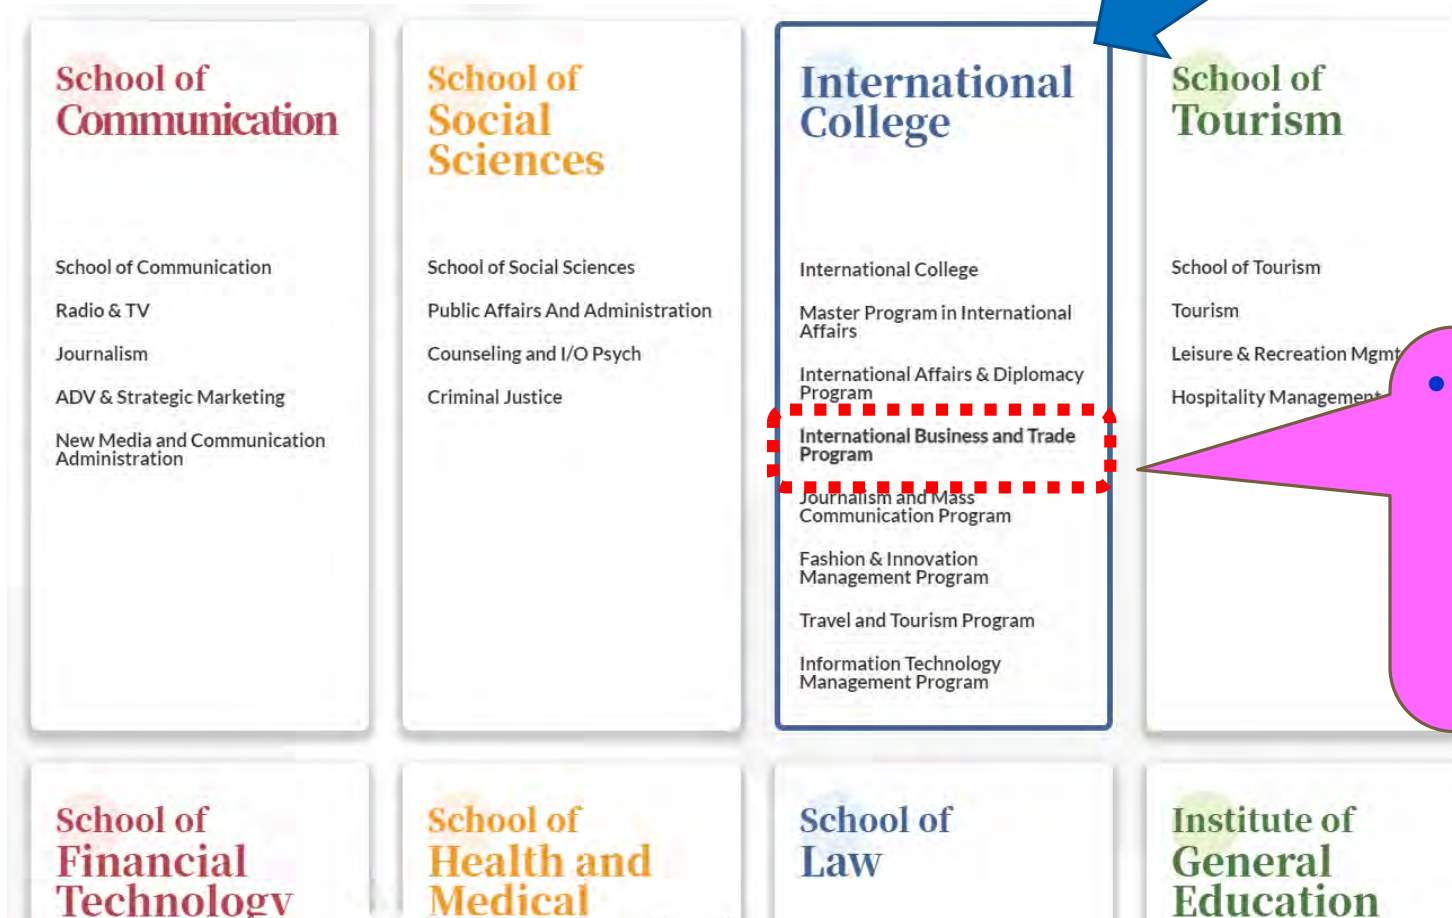 School of
Communication
School of Communication
Radio & TV
Journalism
ADV & Strategic Marketing
New Media and Communication
Administration
School of
Social
Sciences
School of Social Sciences
Public Affairs And Administration
Counseling and I/O Psych
Criminal Justice
International
College
International College
Master Program in International
Affairs
International Affairs & Diplomacy
Program
International Business and Trade
Program
Journalism and Mass
Communication Program
Fashion & Innovation
Management Program
Travel and Tourism Program
Information Technology
Management Program
School of
Tourism
School of Tourism
Tourism
Leisure & Recreation Mgmt
Hospitality Management
School of
Financial
Technology
School of
Health and
Medical
School of
Law
Institute of
General
Education